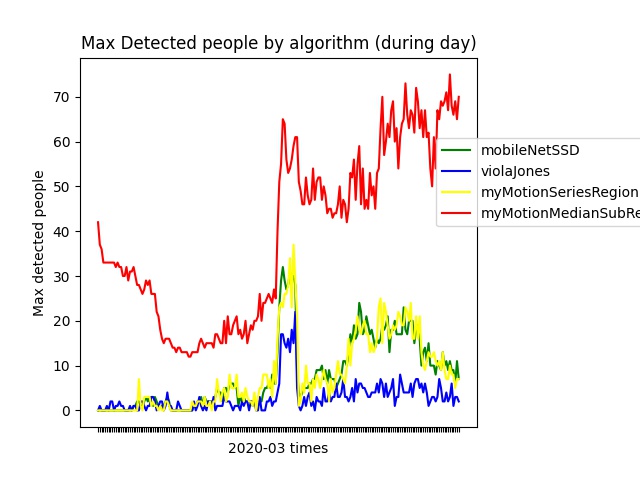 Max Detected people by algorithm (during day)
Max detected people
70
60
50
40
30
20
10
0
2020-03 times
mobileNetSSD
violaJones
myMotionSeriesRegion
myMotionMedianSubRe